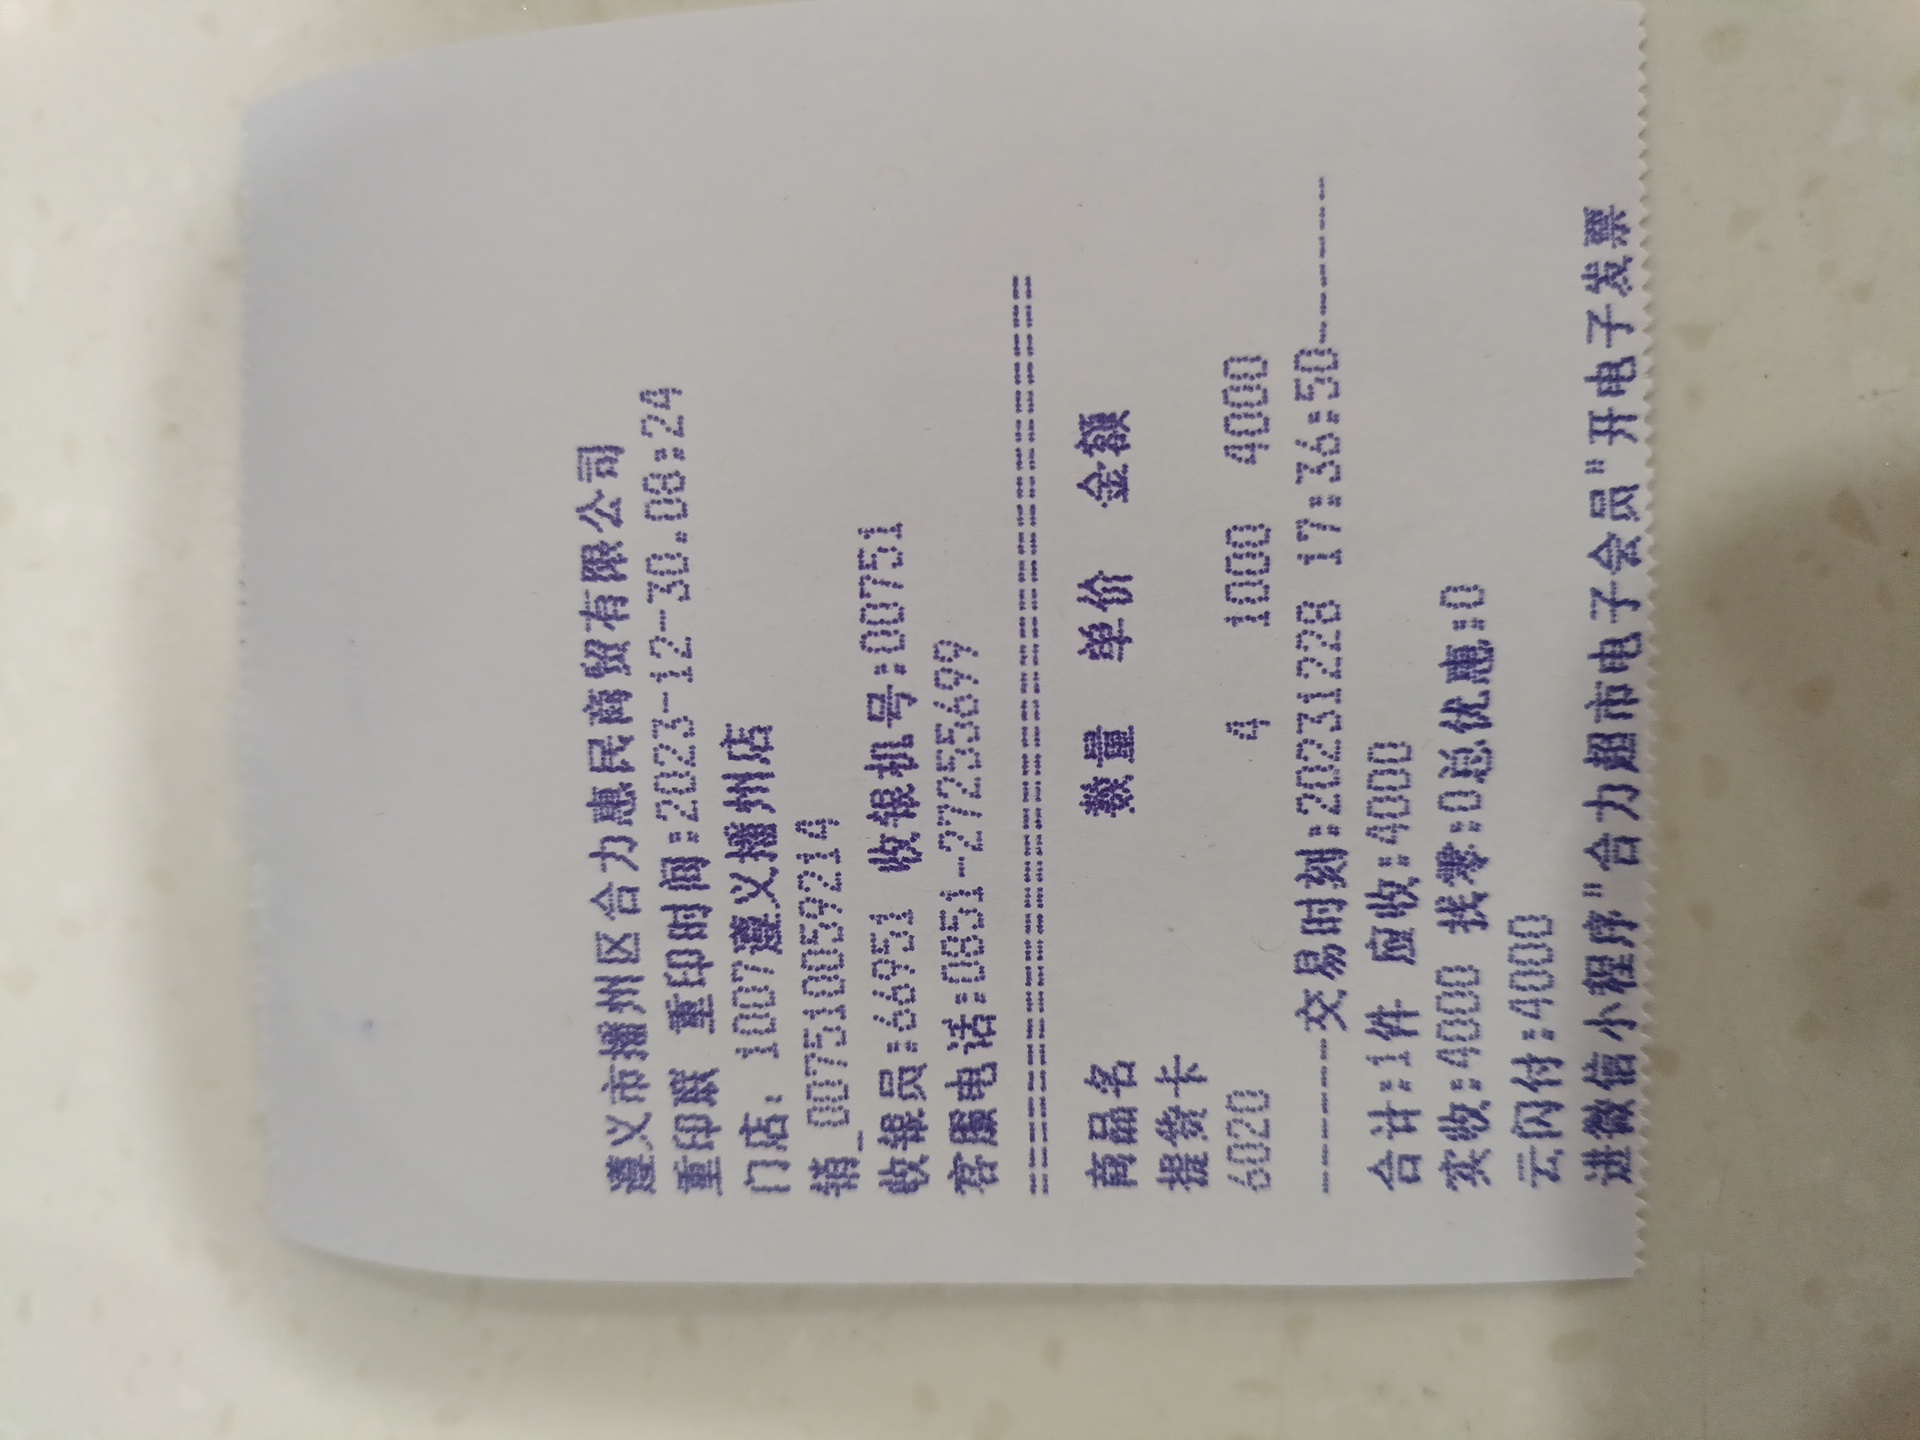 遵义市播州区合力惠民商贸有限公司
重印联 重印时间:2023-12-30.08:24
门店: 1007遵义播州店
销_007510059214
收银员:66951 收银机号:00751
客服电话:0851-27255699
================================
商品名 数量 单价 金额
提货卡
6020 4 1000 4000
--------交易时刻:20231228 17:36:50--------
合计:1件 应收:4000
实收:4000 找零:0总优惠:0
云闪付:4000
进微信小程序"合力超市电子会员"开电子发票